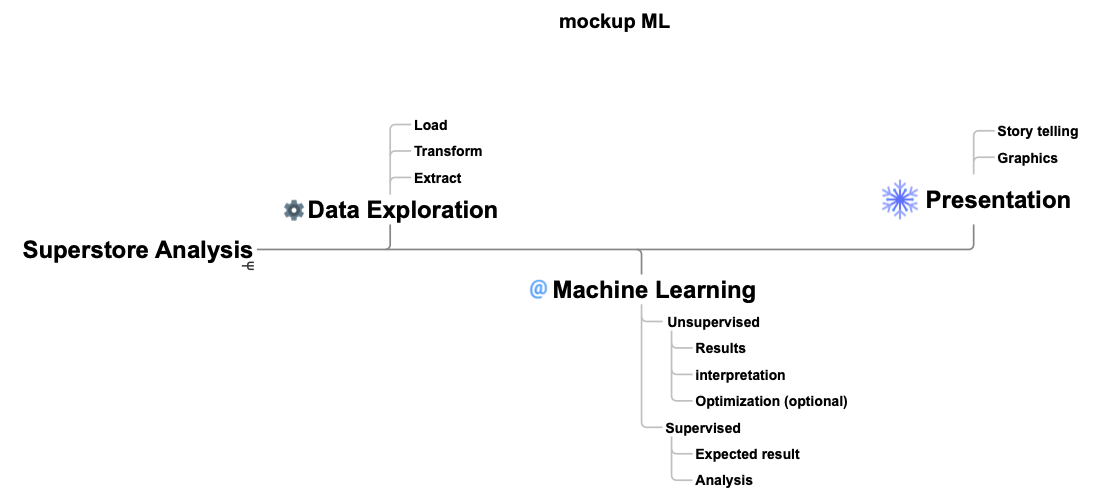 mockup ML
Load
Transform
Extract
Data Exploration
Story telling
Graphics
Presentation
Superstore Analysis
@ Machine Learning
Unsupervised
Results
interpretation
Optimization (optional)
Supervised
Expected result
Analysis